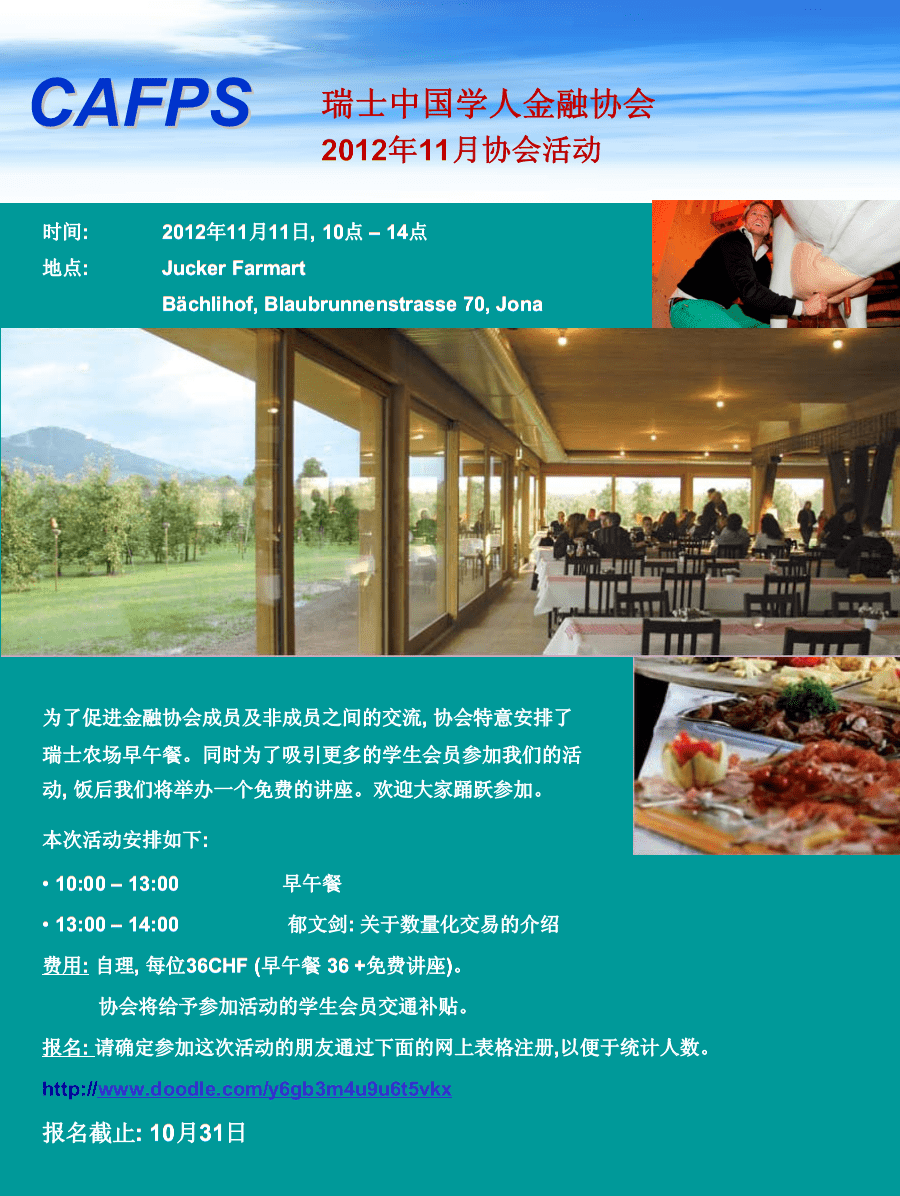 CAFPS
瑞士中国学人金融协会
2012年11月协会活动
时间: 2012年11月11日, 10点 – 14点
地点: Jucker Farmart
Bächlihof, Blaubrunnenstrasse 70, Jona
为了促进金融协会成员及非成员之间的交流, 协会特意安排了
瑞士农场早午餐。同时为了吸引更多的学生会员参加我们的活
动, 饭后我们将举办一个免费的讲座。欢迎大家踊跃参加。
本次活动安排如下:
• 10:00 – 13:00 早午餐
• 13:00 – 14:00 郁文剑: 关于数量化交易的介绍
费用: 自理, 每位36CHF (早午餐 36 +免费讲座)。
协会将给予参加活动的学生会员交通补贴。
报名: 请确定参加这次活动的朋友通过下面的网上表格注册,以便于统计人数。
http://www.doodle.com/y6gb3m4u9u6t5vkx
报名截止: 10月31日